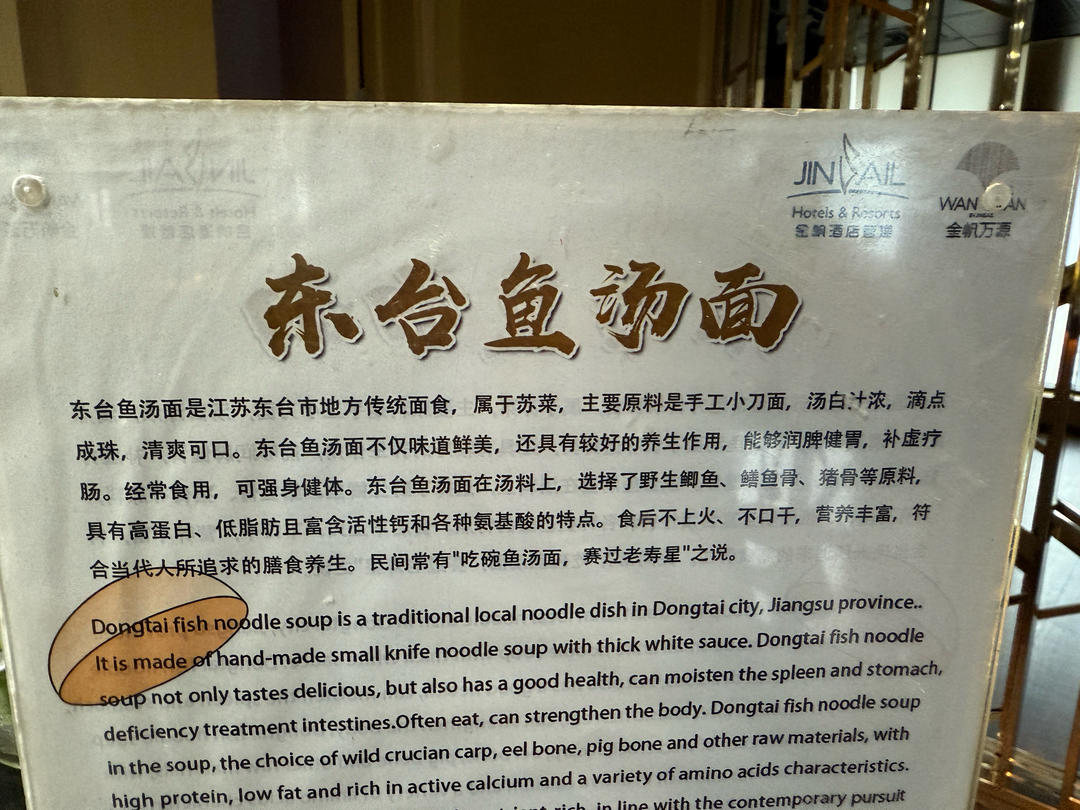 JIN SAIL
Hotels & Resorts
金帆酒店管理
WAN
金帆万源
东台鱼汤面
东台鱼汤面是江苏东台市地方传统面食，属于苏菜，主要原料是手工小刀面，汤白汁浓，滴点
成珠，清爽可口。东台鱼汤面不仅味道鲜美，还具有较好的养生作用，能够润脾健胃，补虚疗
肠。经常食用，可强身健体。东台鱼汤面在汤料上，选择了野生鲫鱼、鳝鱼骨、猪骨等原料，
具有高蛋白、低脂肪且富含活性钙和各种氨基酸的特点。食后不上火、不口干，营养丰富，符
合当代人所追求的膳食养生。民间常有"吃碗鱼汤面，赛过老寿星"之说。
Dongtai fish noodle soup is a traditional local noodle dish in Dongtai city, Jiangsu province..
It is made of hand-made small knife noodle soup with thick white sauce. Dongtai fish noodle
soup not only tastes delicious, but also has a good health, can moisten the spleen and stomach,
deficiency treatment intestines.Often eat, can strengthen the body. Dongtai fish noodle soup
in the soup, the choice of wild crucian carp, eel bone, pig bone and other raw materials, with
high protein, low fat and rich in active calcium and a variety of amino acids characteristics.
rich, in line with the contemporary pursuit